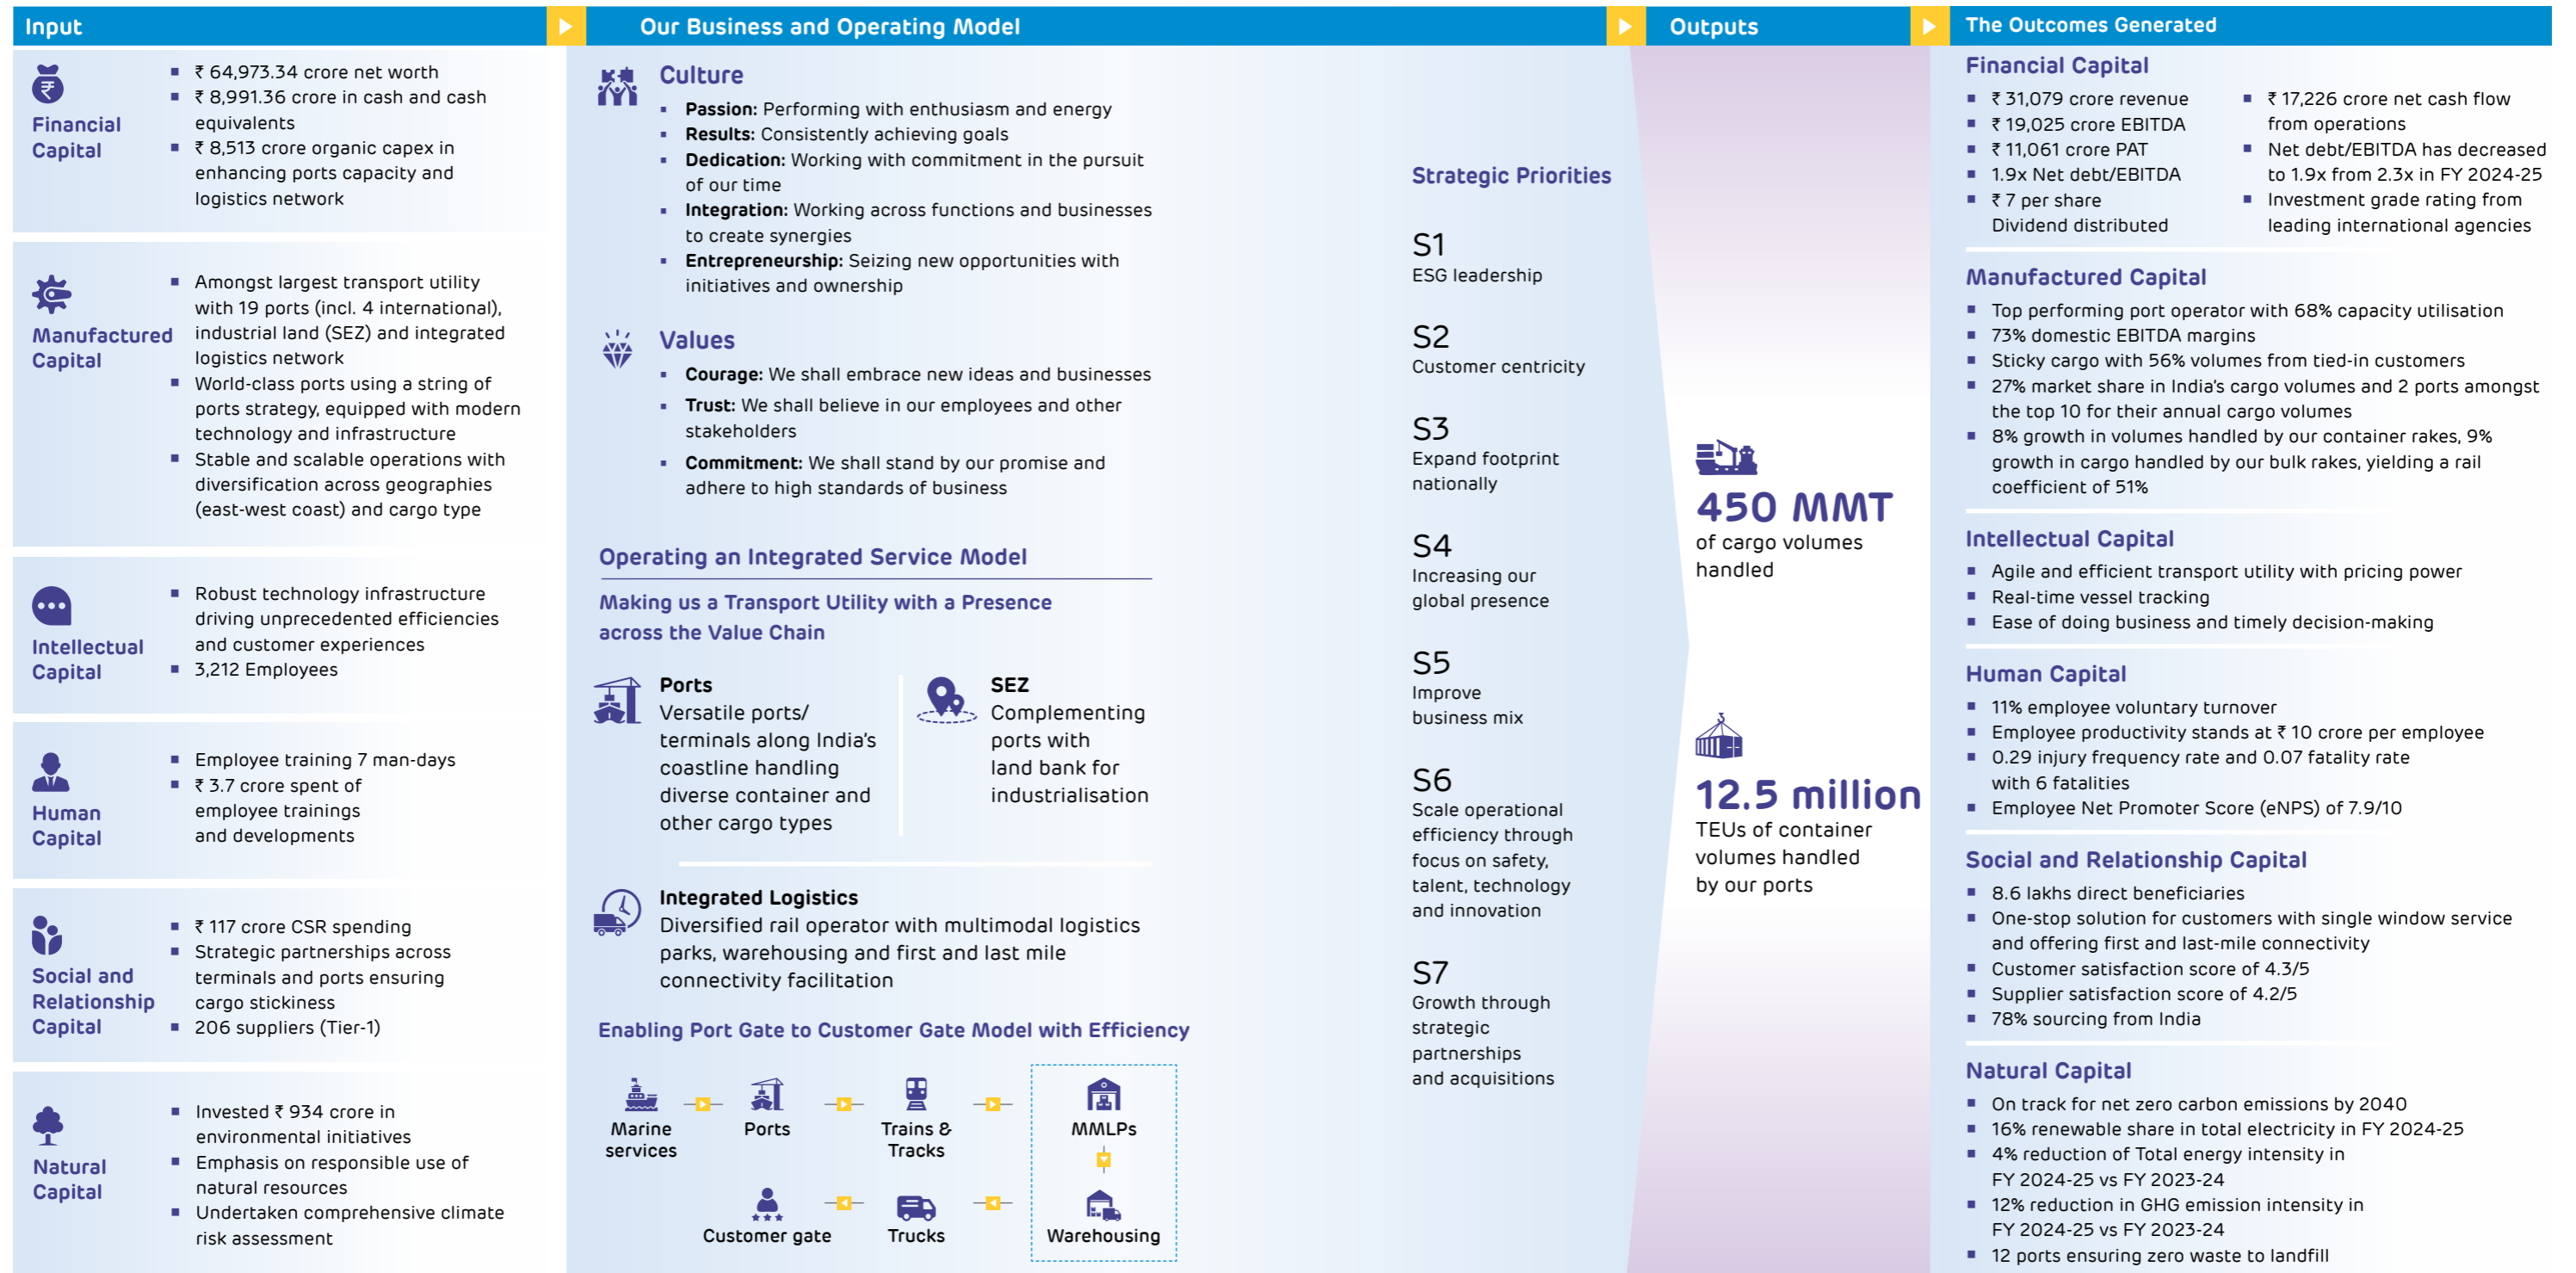 Input
Financial
Capital
₹ 64,973.34 crore net worth
₹ 8,991.36 crore in cash and cash
equivalents
₹ 8,513 crore organic capex in
enhancing ports capacity and
logistics network
Manufactured
Capital
Amongst largest transport utility
with 19 ports (incl. 4 international),
industrial land (SEZ) and integrated
logistics network
World-class ports using a string of
ports strategy, equipped with modern
technology and infrastructure
Stable and scalable operations with
diversification across geographies
(east-west coast) and cargo type
Intellectual
Capital
Robust technology infrastructure
driving unprecedented efficiencies
and customer experiences
3,212 Employees
Human
Capital
Employee training 7 man-days
₹ 3.7 crore spent of
employee trainings
and developments
Social and
Relationship
Capital
₹ 117 crore CSR spending
Strategic partnerships across
terminals and ports ensuring
cargo stickiness
206 suppliers (Tier-1)
Natural
Capital
Invested ₹ 934 crore in
environmental initiatives
Emphasis on responsible use of
natural resources
Undertaken comprehensive climate
risk assessment
Our Business and Operating Model
Culture
Passion: Performing with enthusiasm and energy
Results: Consistently achieving goals
Dedication: Working with commitment in the pursuit
of our time
Integration: Working across functions and businesses
to create synergies
Entrepreneurship: Seizing new opportunities with
initiatives and ownership
Values
Courage: We shall embrace new ideas and businesses
Trust: We shall believe in our employees and other
stakeholders
Commitment: We shall stand by our promise and
adhere to high standards of business
Operating an Integrated Service Model
Making us a Transport Utility with a Presence
across the Value Chain
Ports
Versatile ports/
terminals along India's
coastline handling
diverse container and
other cargo types
SEZ
Complementing
ports with
land bank for
industrialisation
Integrated Logistics
Diversified rail operator with multimodal logistics
parks, warehousing and first and last mile
connectivity facilitation
Enabling Port Gate to Customer Gate Model with Efficiency
Marine
services
Ports
Trains &
Tracks
MMLPs
Customer gate
Trucks
Warehousing
Strategic Priorities
S1
ESG leadership
S2
Customer centricity
S3
Expand footprint
nationally
S4
Increasing our
global presence
S5
Improve
business mix
S6
Scale operational
efficiency through
focus on safety,
talent, technology
and innovation
S7
Growth through
strategic
partnerships
and acquisitions
Outputs
450 MMT
of cargo volumes
handled
12.5 million
TEUs of container
volumes handled
by our ports
The Outcomes Generated
Financial Capital
₹ 31,079 crore revenue
₹ 19,025 crore EBITDA
₹ 11,061 crore PAT
1.9x Net debt/EBITDA
₹ 7 per share
Dividend distributed
₹ 17,226 crore net cash flow
from operations
Net debt/EBITDA has decreased
to 1.9x from 2.3x in FY 2024-25
Investment grade rating from
leading international agencies
Manufactured Capital
Top performing port operator with 68% capacity utilisation
73% domestic EBITDA margins
Sticky cargo with 56% volumes from tied-in customers
27% market share in India's cargo volumes and 2 ports amongst
the top 10 for their annual cargo volumes
8% growth in volumes handled by our container rakes, 9%
growth in cargo handled by our bulk rakes, yielding a rail
coefficient of 51%
Intellectual Capital
Agile and efficient transport utility with pricing power
Real-time vessel tracking
Ease of doing business and timely decision-making
Human Capital
11% employee voluntary turnover
Employee productivity stands at ₹ 10 crore per employee
0.29 injury frequency rate and 0.07 fatality rate
with 6 fatalities
Employee Net Promoter Score (eNPS) of 7.9/10
Social and Relationship Capital
8.6 lakhs direct beneficiaries
One-stop solution for customers with single window service
and offering first and last-mile connectivity
Customer satisfaction score of 4.3/5
Supplier satisfaction score of 4.2/5
78% sourcing from India
Natural Capital
On track for net zero carbon emissions by 2040
16% renewable share in total electricity in FY 2024-25
4% reduction of Total energy intensity in
FY 2024-25 vs FY 2023-24
12% reduction in GHG emission intensity in
FY 2024-25 vs FY 2023-24
12 ports ensuring zero waste to landfill